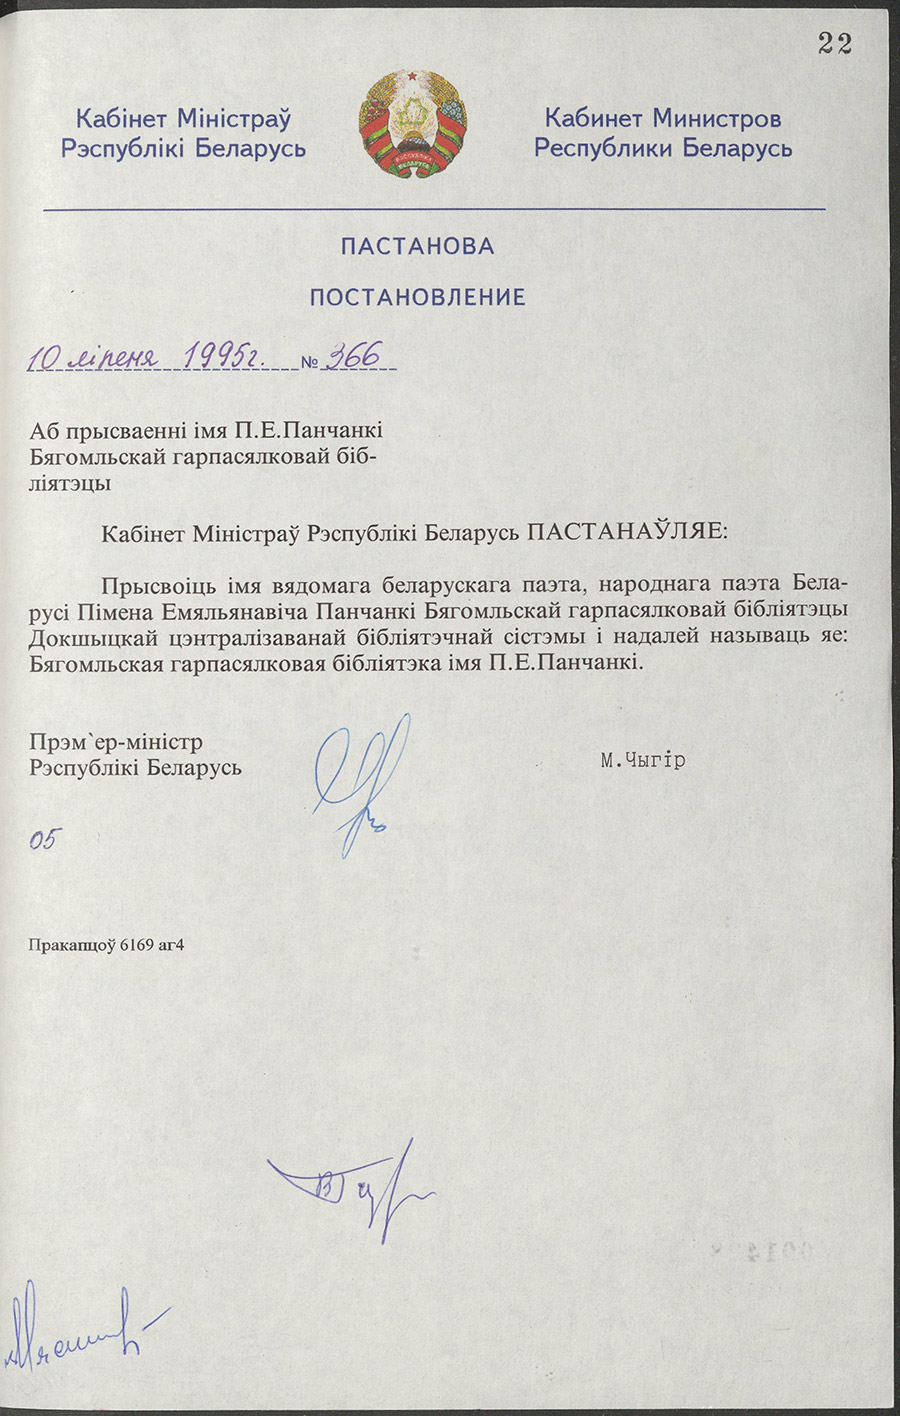 22
Кабінет Міністраў
Рэспублікі Беларусь
Кабинет Министров
Республики Беларусь
РЭСПУБЛІКА
БЕЛАРУСЬ
ПАСТАНОВА
ПОСТАНОВЛЕНИЕ
10 ліпеня 1995г. № 366
Аб прысваенні імя П.Е.Панчанкі
Бягомльскай гарпасялковай біб-
ліятэцы
Кабінет Міністраў Рэспублікі Беларусь ПАСТАНАЎЛЯЕ:
Прысвоіць імя вядомага беларускага паэта, народнага паэта Бела-
русі Пімена Емяльянавіча Панчанкі Бягомльскай гарпасялковай бібліятэцы
Докшыцкай цэнтралізаванай бібліятэчнай сістэмы і надалей называць яе:
Бягомльская гарпасялковая бібліятэка імя П.Е.Панчанкі.
Прэм`ер-міністр
Рэспублікі Беларусь
М.Чыгір
05
Пракапцоў 6169 аг4